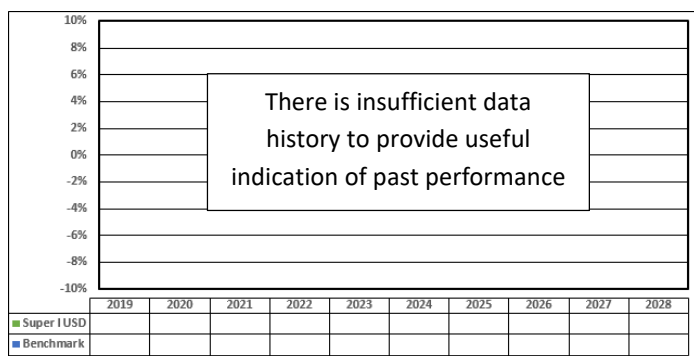 10%
8%
6%
4%
2%
0%
-2%
-4%
-6%
-8%
-10%
There is insufficient data
history to provide useful
indication of past performance
2019 2020 2021 2022 2023 2024 2025 2026 2027 2028
Super I USD
Benchmark